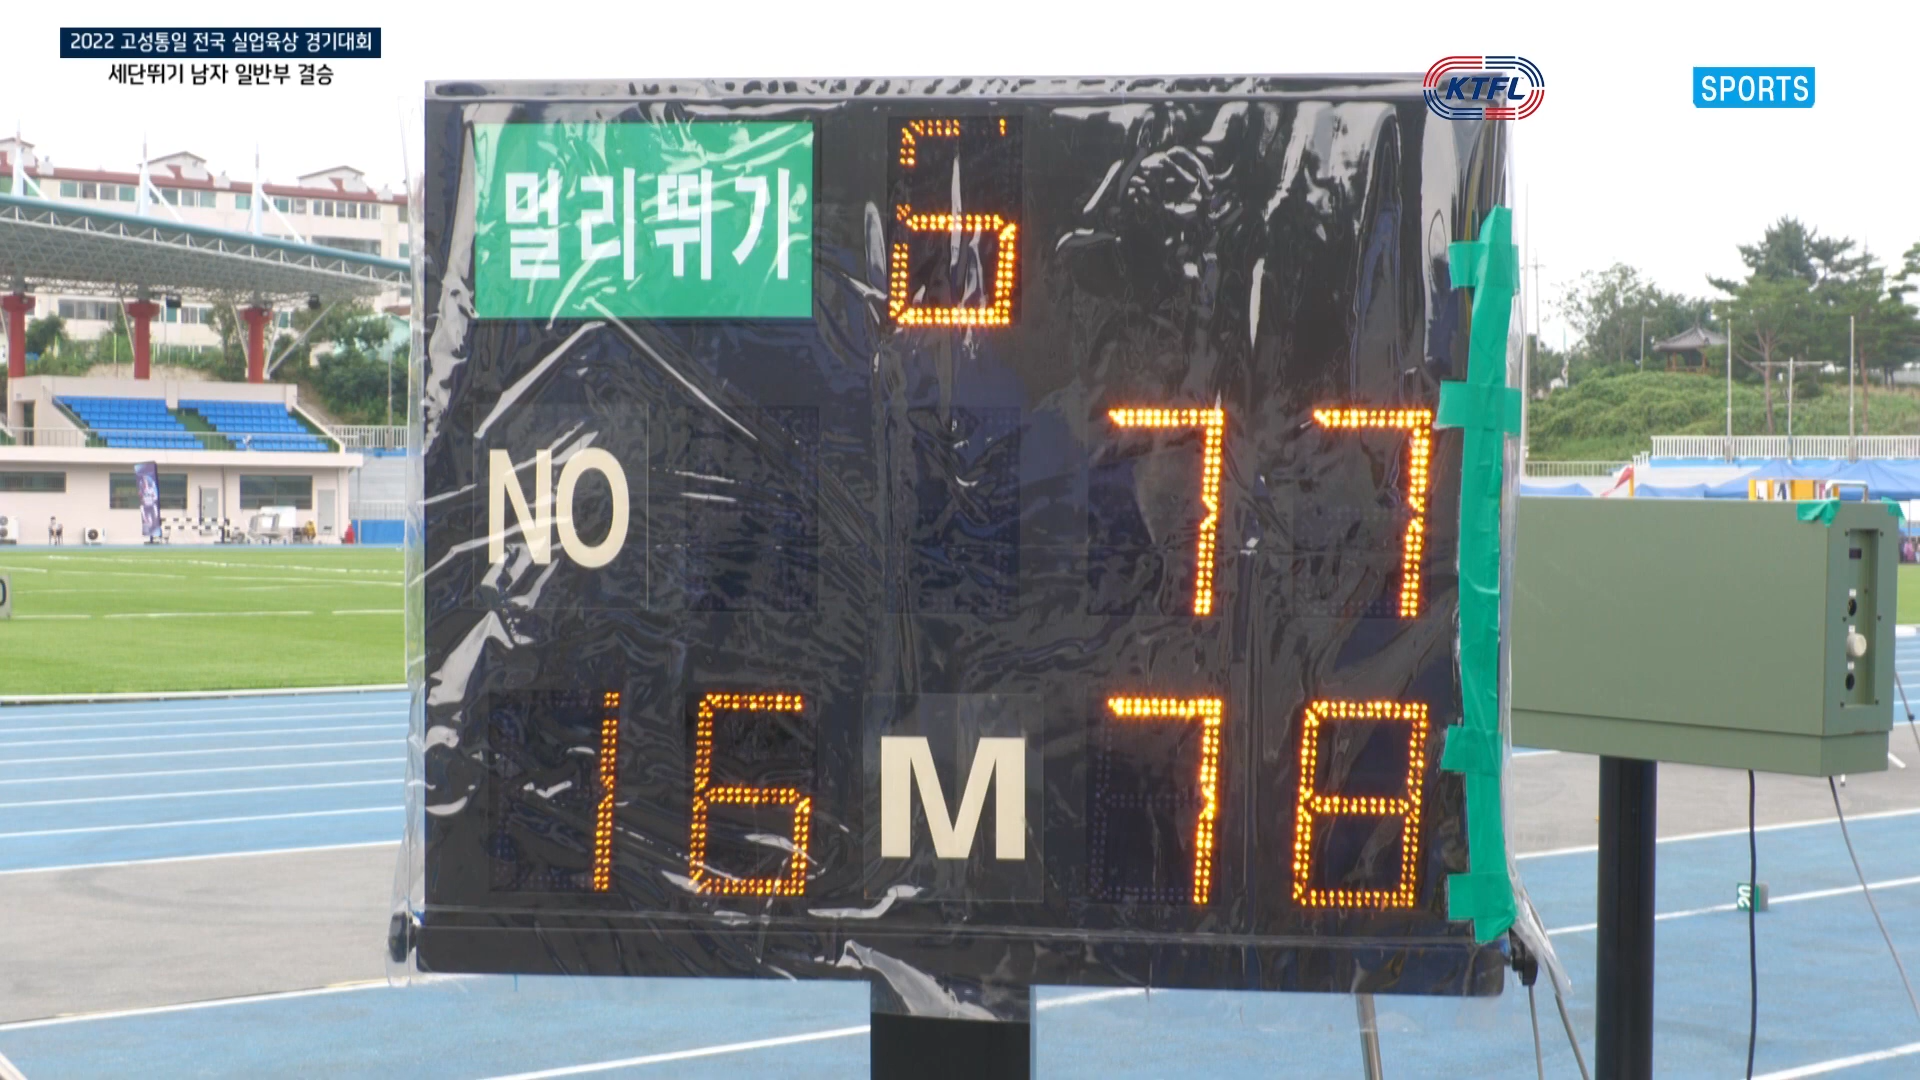 2022 고성통일 전국 실업육상 경기대회
세단뛰기 남자 일반부 결승
KTFL
SPORTS
멀리뛰기
NO 77
16 M 78
20